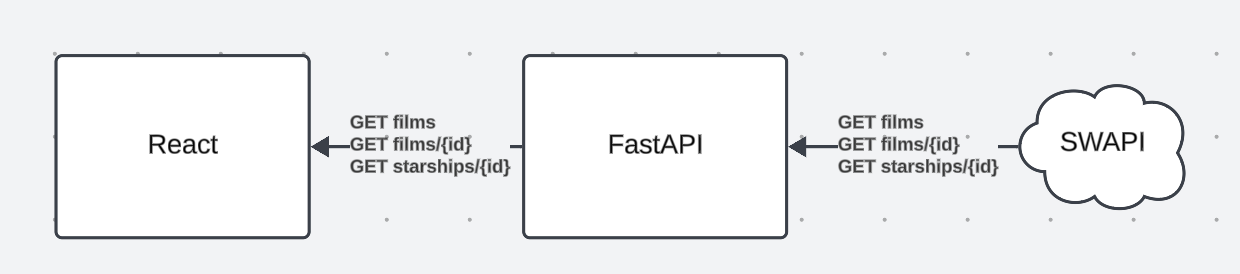 React
GET films
GET films/{id}
GET starships/{id}
FastAPI
GET films
GET films/{id}
GET starships/{id}
SWAPI